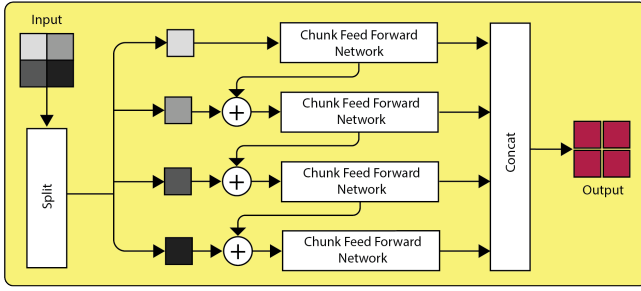 Input
Split
Chunk Feed Forward
Network
+
Chunk Feed Forward
Network
+
Chunk Feed Forward
Network
+
Chunk Feed Forward
Network
Concat
Output